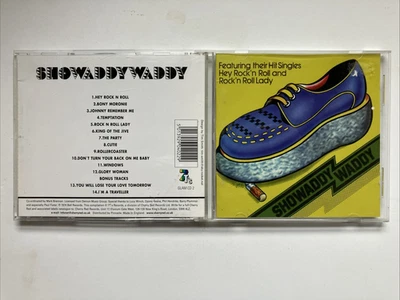 SHOWADDYWADDY
1.HEY ROCK N ROLL
2.BONY MORONIE
3.JOHNNY REMEMBER ME
4.TEMPTATION
5.ROCK N ROLL LADY
6.KING OF THE JIVE
7.THE PARTY
8.CUTIE
9.ROLLERCOASTER
10.DON'T TURN YOUR BACK ON ME BABY
11.WINDOWS
12.GLORY WOMAN
BONUS TRACKS
13.YOU WILL LOSE YOUR LOVE TOMORROW
14.I'M A TRAVELLER
Featuring their Hit Singles
Hey Rock'n Roll and
Rock'n Roll Lady
SHOWADDY
WADDY